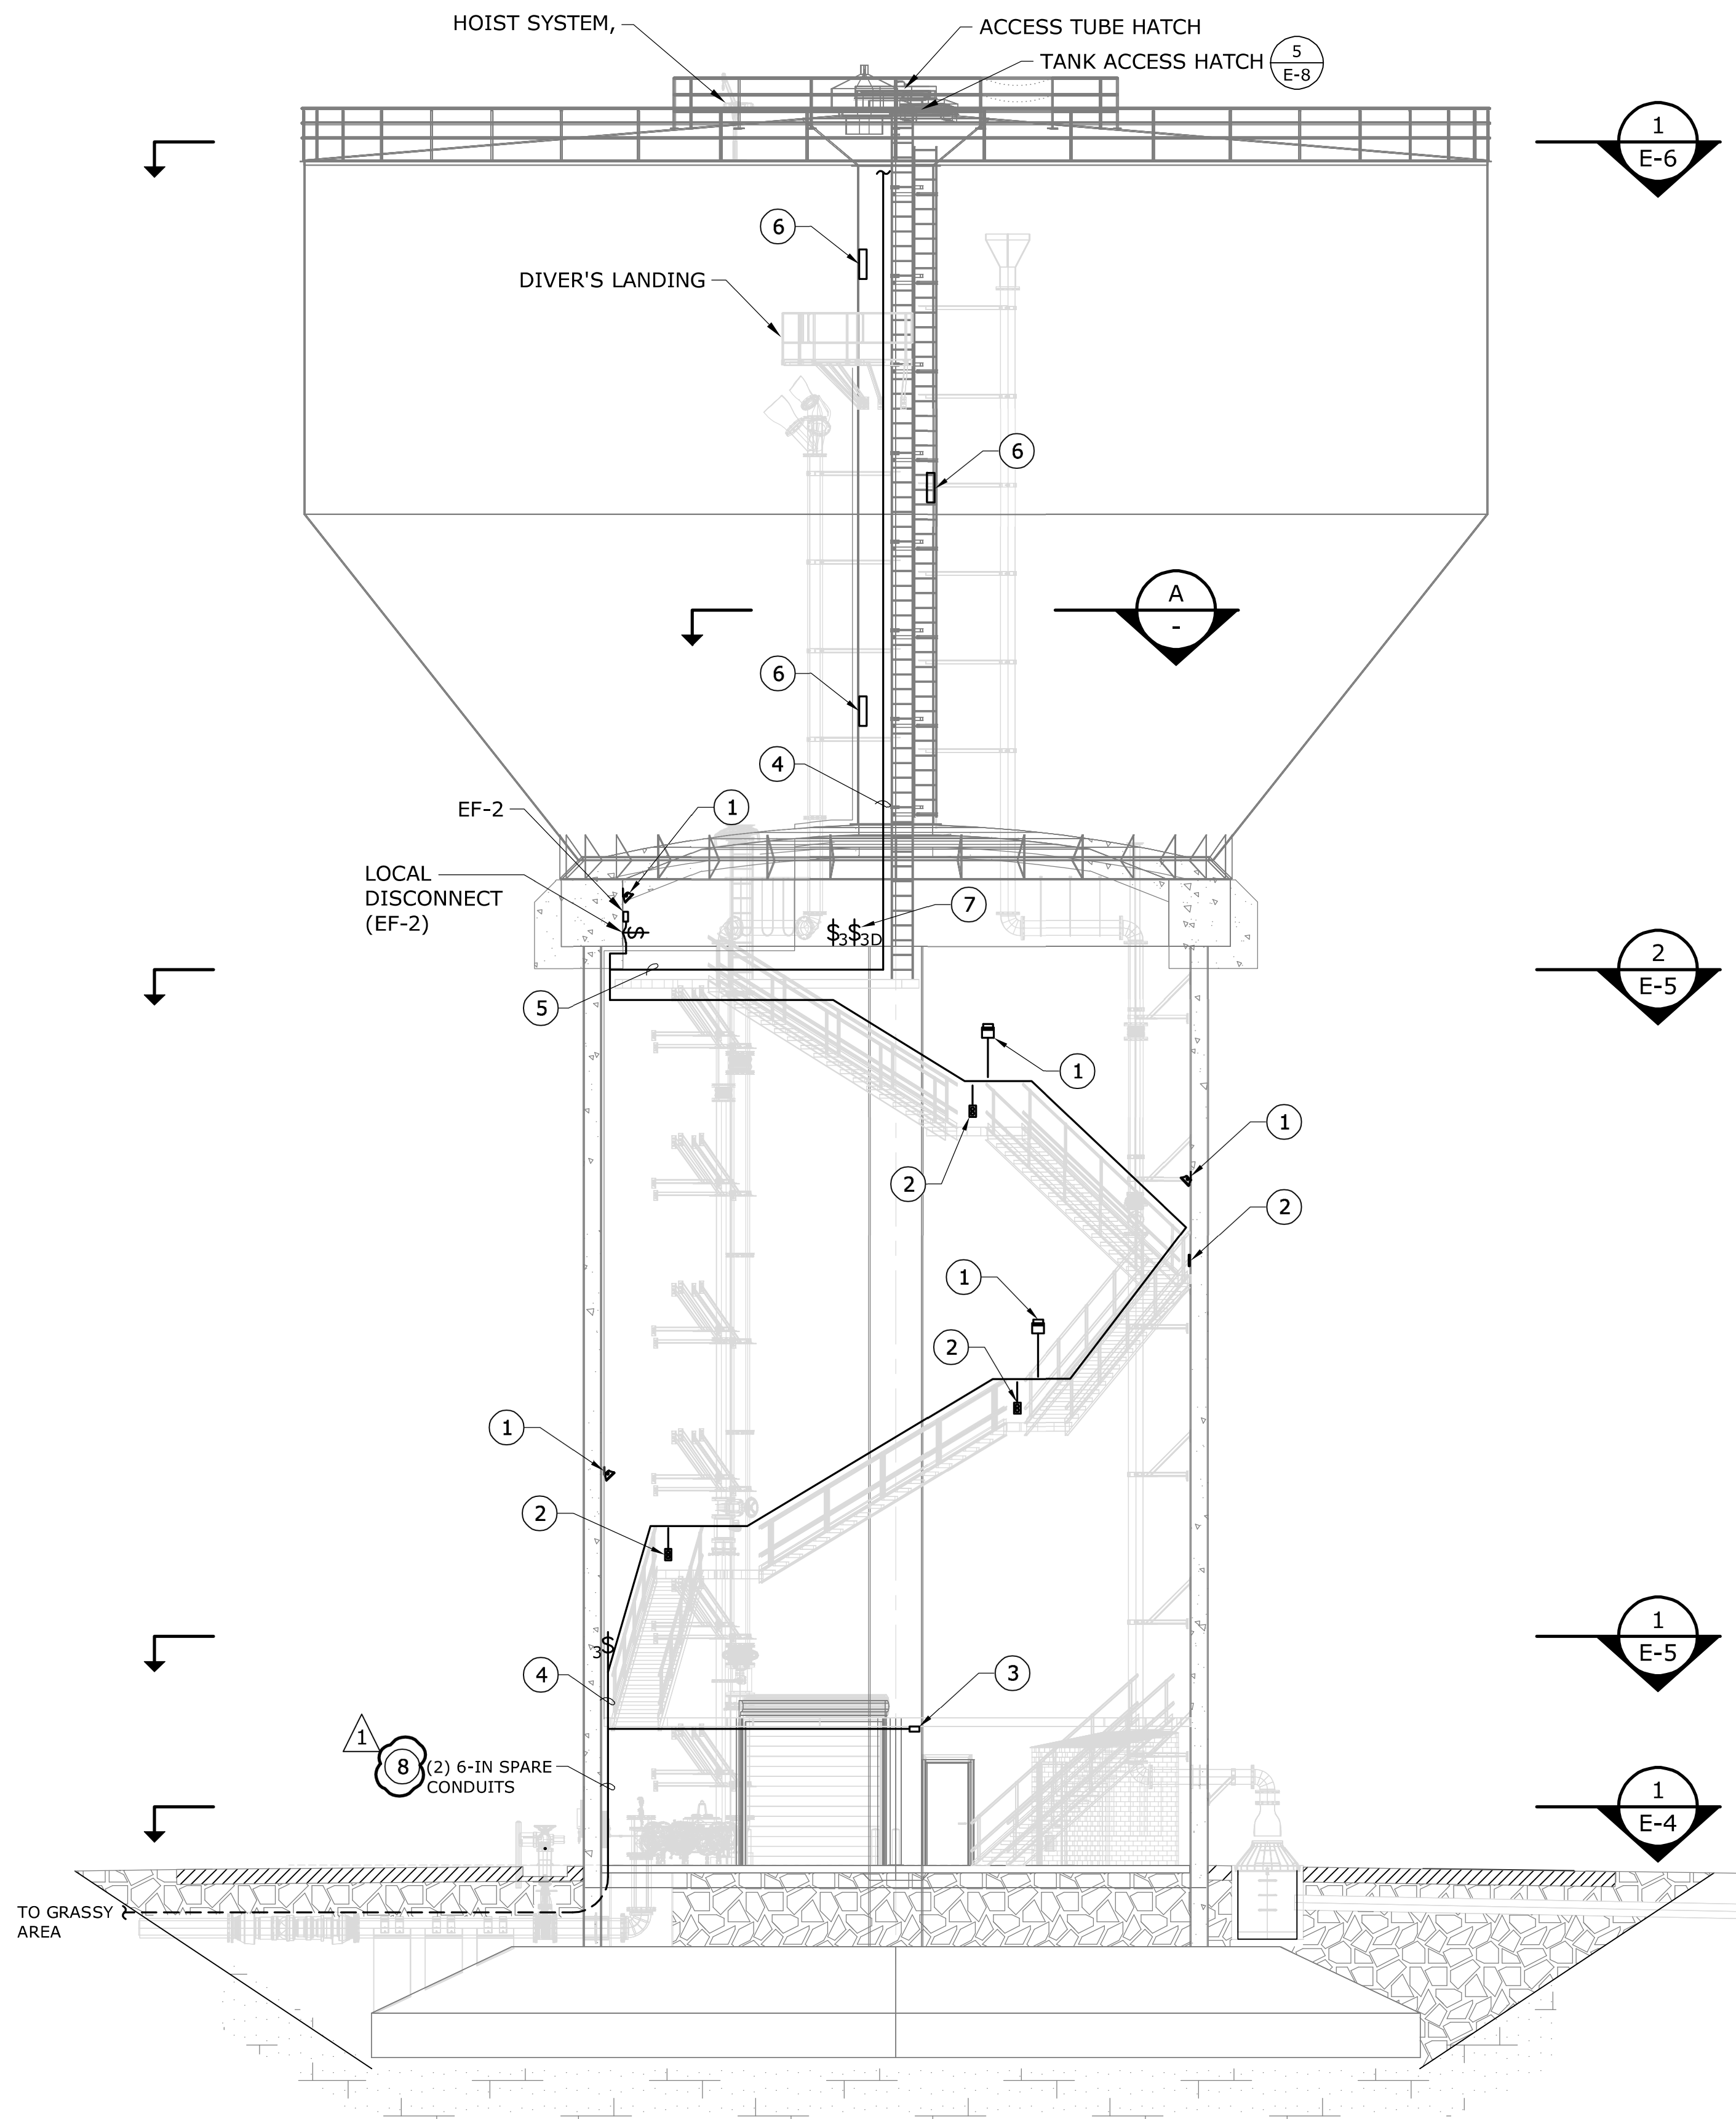 HOIST SYSTEM,
ACCESS TUBE HATCH
TANK ACCESS HATCH
5
E-8
1
E-6
6
DIVER'S LANDING
6
A
-
6
4
EF-2
1
LOCAL
DISCONNECT
(EF-2)
7
$3$3D
$
2
E-5
5
1
1
2
2
1
2
1
2
3$
1
E-5
4
3
1
8
(2) 6-IN SPARE
CONDUITS
1
E-4
TO GRASSY
AREA